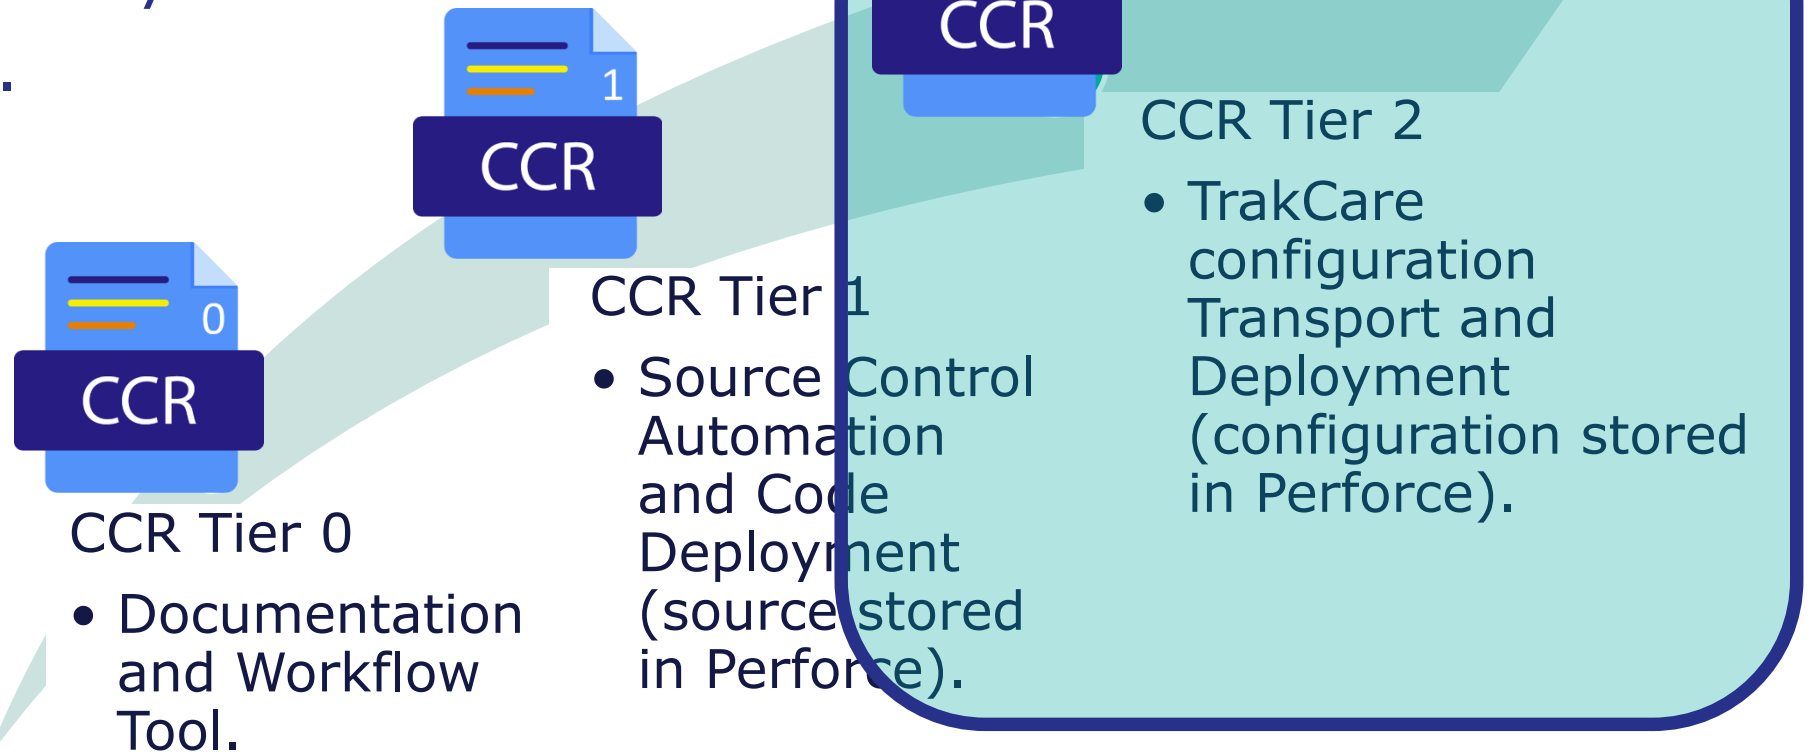 0
CCR
CCR Tier 0
• Documentation
and Workflow
Tool.
1
CCR
CCR Tier 1
• Source Control
Automation
and Code
Deployment
(source stored
in Perforce).
CCR
CCR Tier 2
• TrakCare
configuration
Transport and
Deployment
(configuration stored
in Perforce).